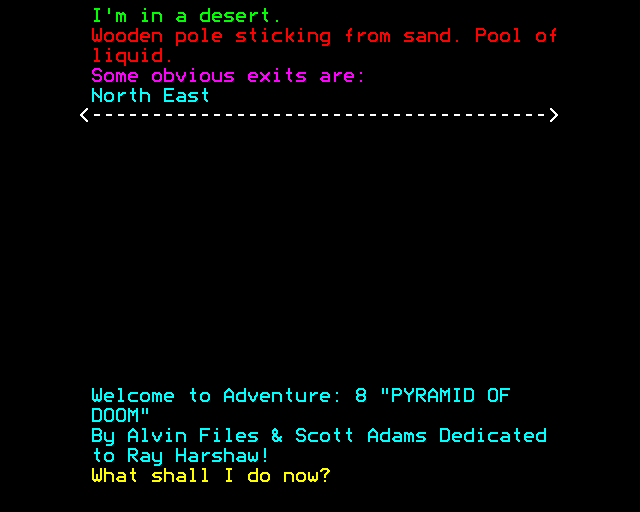 I'm in a desert.
Wooden pole sticking from sand. Pool of
liquid.
Some obvious exits are:
North East
<-------------------------------------->
Welcome to Adventure: 8 "PYRAMID OF
DOOM"
By Alvin Files & Scott Adams Dedicated
to Ray Harshaw!
What shall I do now?